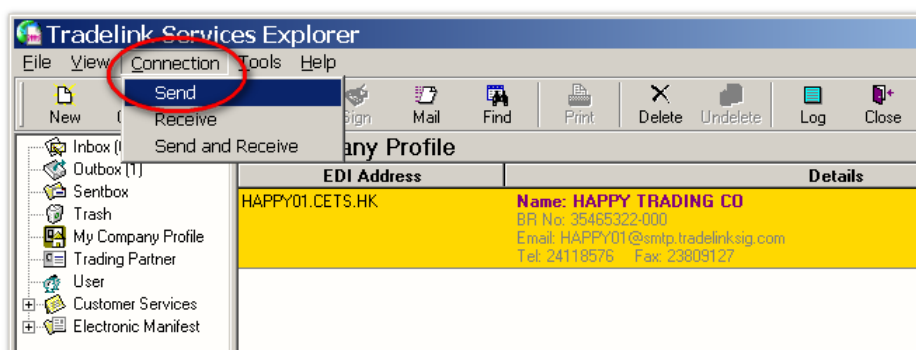 Tradelink Services Explorer
File View Connection Tools Help
Send
Receive
Send and Receive
New Sign Mail Find Print Delete Undelete Log Close
Inbox
Outbox (1)
Sentbox
Trash
My Company Profile
Trading Partner
User
Customer Services
Electronic Manifest
any Profile
EDI Address Details
HAPPY01.CETS.HK
Name: HAPPY TRADING CO
BR No: 35465322-000
Email: HAPPY01@smtp.tradelinksig.com
Tel: 24118576 Fax: 23809127